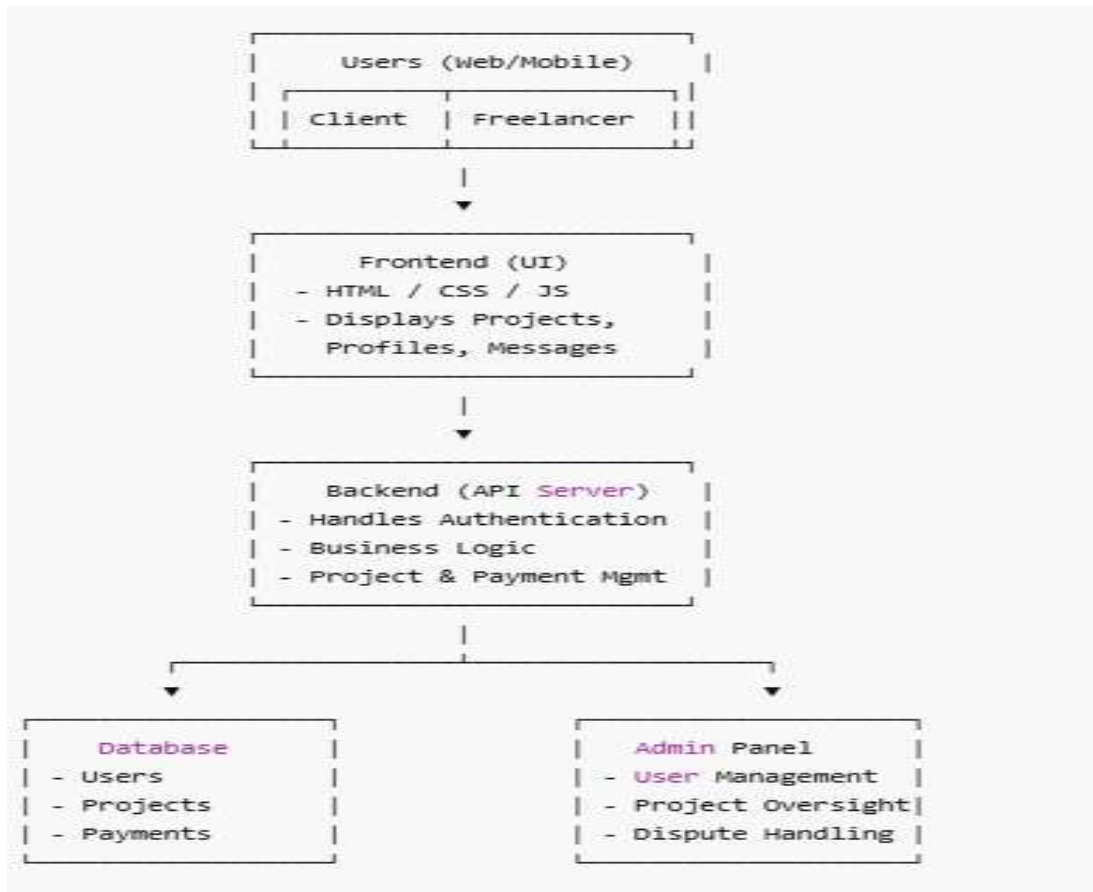 Users (Web/Mobile)
Client | Freelancer
Frontend (UI)
- HTML / CSS / JS
- Displays Projects,
Profiles, Messages
Backend (API Server)
- Handles Authentication
- Business Logic
- Project & Payment Mgmt
Database
- Users
- Projects
- Payments
Admin Panel
- User Management
- Project Oversight
- Dispute Handling